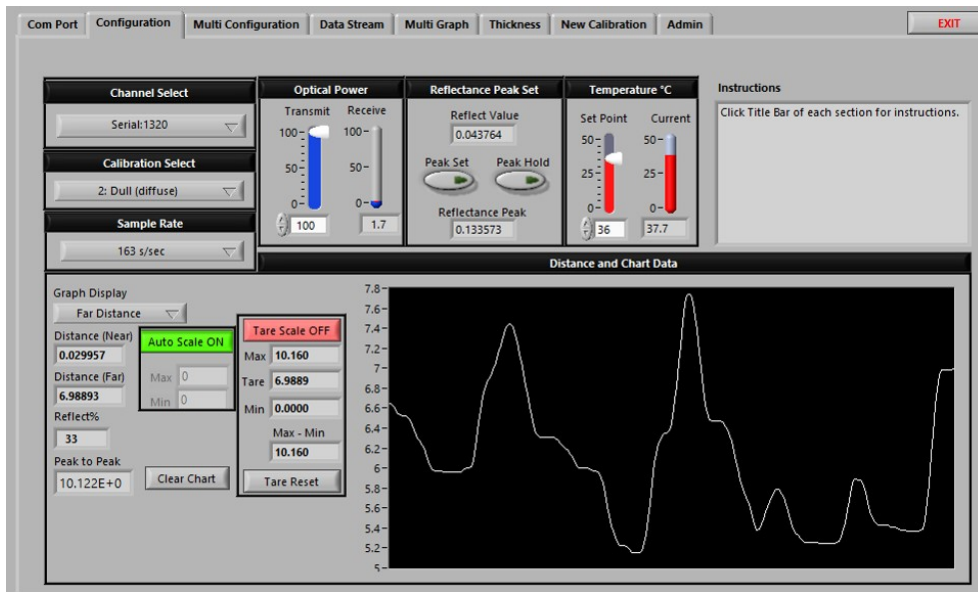 Com Port
Configuration
Multi Configuration
Data Stream
Multi Graph
Thickness
New Calibration
Admin
EXIT
Channel Select
Serial:1320
Calibration Select
2: Dull (diffuse)
Sample Rate
163 s/sec
Optical Power
Transmit
Receive
100-
50-
0-
100-
50-
0-
100
1.7
Reflectance Peak Set
Reflect Value
0.043764
Peak Set
Peak Hold
Reflectance Peak
0.133573
Temperature °C
Set Point
Current
50-
25-
0-
50-
25-
0-
36
37.7
Instructions
Click Title Bar of each section for instructions.
Distance and Chart Data
Graph Display
Far Distance
Distance (Near)
0.029957
Distance (Far)
6.98893
Reflect%
33
Peak to Peak
10.122E+0
Auto Scale ON
Max 0
Min 0
Clear Chart
Tare Scale OFF
Max 10.160
Tare 6.9889
Min 0.0000
Max - Min
10.160
Tare Reset
7.8-
7.6-
7.4-
7.2-
7-
6.8-
6.6-
6.4-
6.2-
6-
5.8-
5.6-
5.4-
5.2-
5-